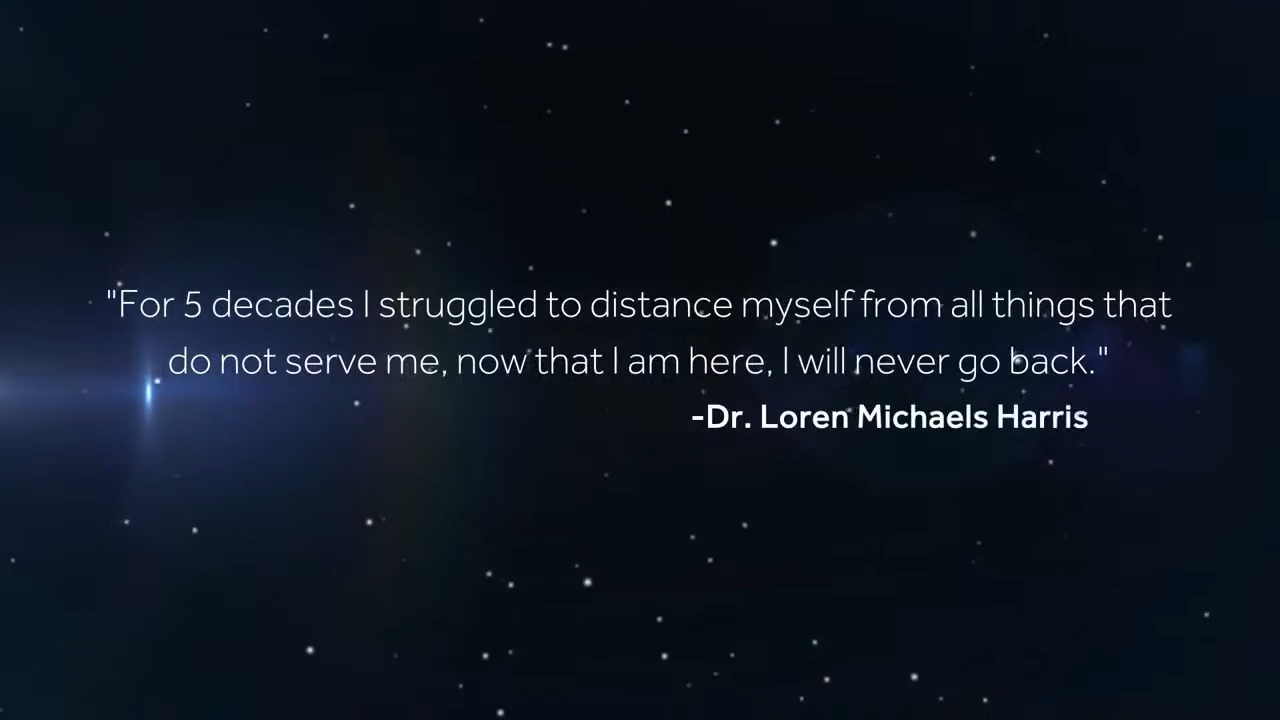 "For 5 decades I struggled to distance myself from all things that
do not serve me, now that I am here, I will never go back."
-Dr. Loren Michaels Harris